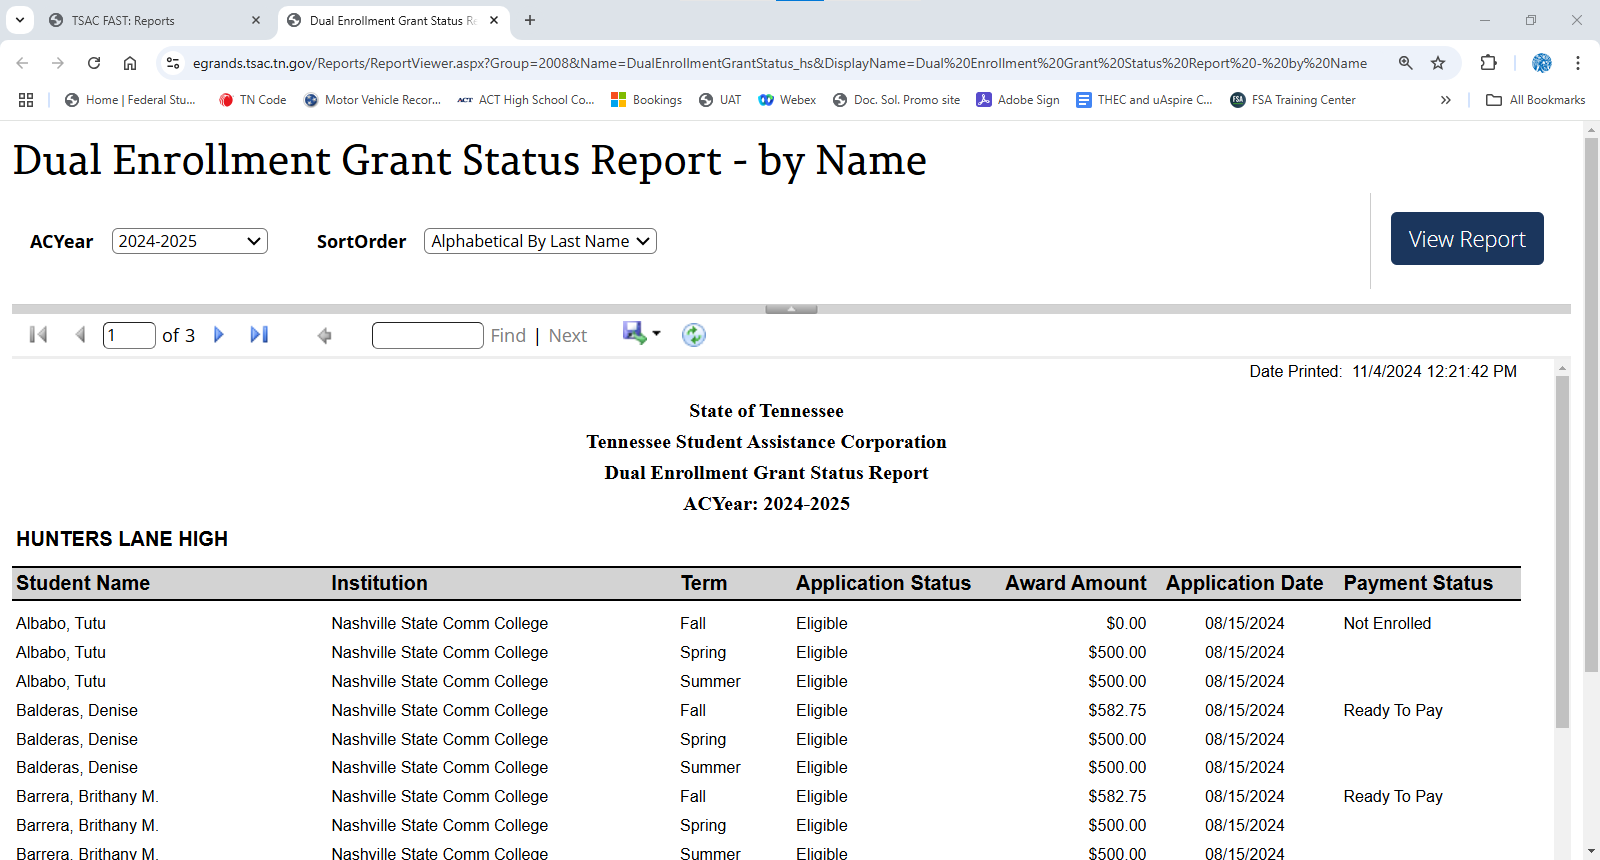 TSAC FAST: Reports
Dual Enrollment Grant Status Re
egrands.tsac.tn.gov/Reports/ReportViewer.aspx?Group=2008&Name=DualEnrollmentGrantStatus_hs&DisplayName=Dual%20Enrollment%20Grant%20Status%20Report%20-%20by%20Name
Home | Federal Stu... TN Code Motor Vehicle Recor... ACT ACT High School Co... Bookings UAT Webex Doc. Sol. Promo site Adobe Sign THEC and uAspire C... FSA FSA Training Center » All Bookmarks
Dual Enrollment Grant Status Report - by Name
ACYear 2024-2025 SortOrder Alphabetical By Last Name View Report
1 of 3 Find | Next
Date Printed: 11/4/2024 12:21:42 PM
State of Tennessee
Tennessee Student Assistance Corporation
Dual Enrollment Grant Status Report
ACYear: 2024-2025
HUNTERS LANE HIGH
Student Name Institution Term Application Status Award Amount Application Date Payment Status
Albabo, Tutu Nashville State Comm College Fall Eligible $0.00 08/15/2024 Not Enrolled
Albabo, Tutu Nashville State Comm College Spring Eligible $500.00 08/15/2024
Albabo, Tutu Nashville State Comm College Summer Eligible $500.00 08/15/2024
Balderas, Denise Nashville State Comm College Fall Eligible $582.75 08/15/2024 Ready To Pay
Balderas, Denise Nashville State Comm College Spring Eligible $500.00 08/15/2024
Balderas, Denise Nashville State Comm College Summer Eligible $500.00 08/15/2024
Barrera, Brithany M. Nashville State Comm College Fall Eligible $582.75 08/15/2024 Ready To Pay
Barrera, Brithany M. Nashville State Comm College Spring Eligible $500.00 08/15/2024
Barrera, Brithany M. Nashville State Comm College Summer Eligible $500.00 08/15/2024